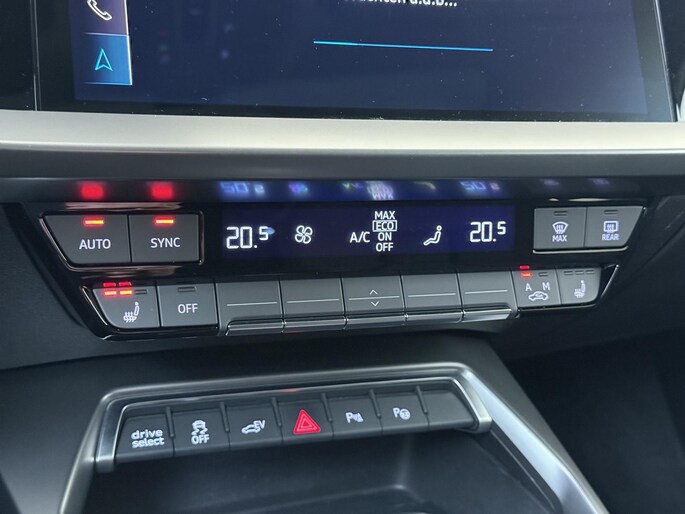 AUTO
SYNC
20.5
A/C
MAX
ECO
ON
OFF
20.5
MAX
REAR
OFF
A M
drive
select
OFF
EV
P
P